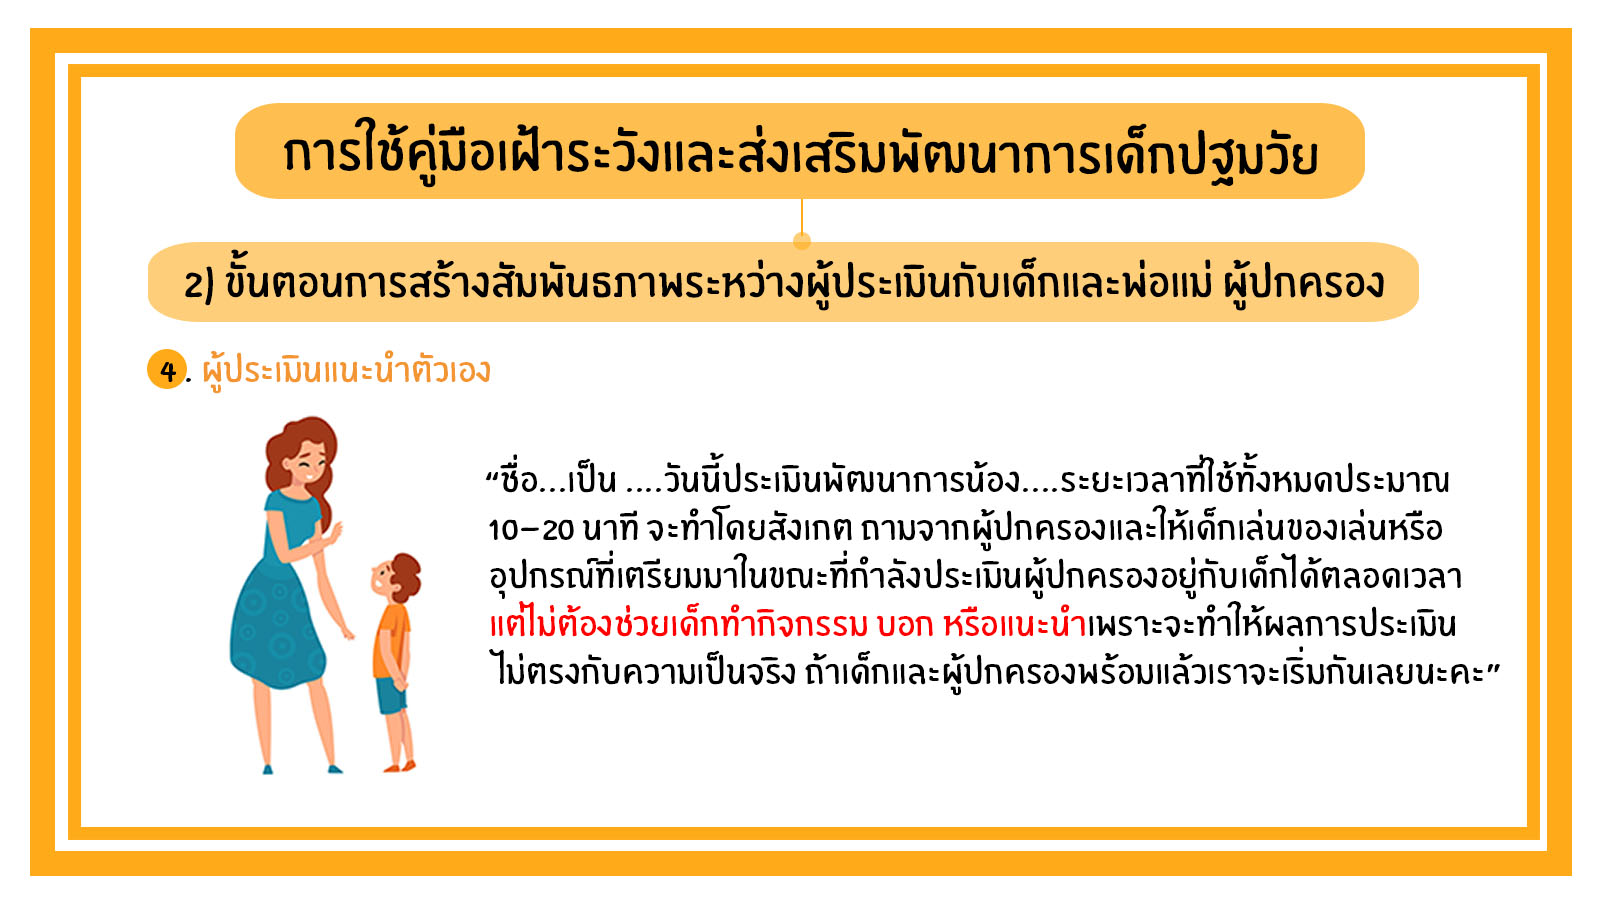 การใช้คู่มือเฝ้าระวังและส่งเสริมพัฒนาการเด็กปฐมวัย
2) ขั้นตอนการสร้างสัมพันธภาพระหว่างผู้ประเมินกับเด็กและพ่อแม่ ผู้ปกครอง
4. ผู้ประเมินแนะนำตัวเอง
“ชื่อ...เป็น ....วันนี้ประเมินพัฒนาการน้อง....ระยะเวลาที่ใช้ทั้งหมดประมาณ
10-20 นาที จะทำโดยสังเกต ถามจากผู้ปกครองและให้เด็กเล่นของเล่นหรือ
อุปกรณ์ที่เตรียมมาในขณะที่กำลังประเมินผู้ปกครองอยู่กับเด็กได้ตลอดเวลา
แต่ไม่ต้องช่วยเด็กทำกิจกรรม บอก หรือแนะนำเพราะจะทำให้ผลการประเมิน
ไม่ตรงกับความเป็นจริง ถ้าเด็กและผู้ปกครองพร้อมแล้วเราจะเริ่มกันเลยนะคะ”